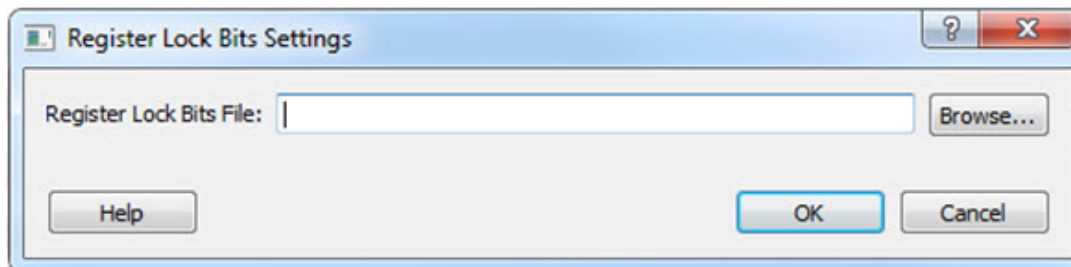 Register Lock Bits Settings
Register Lock Bits File:
Browse...
Help
OK
Cancel